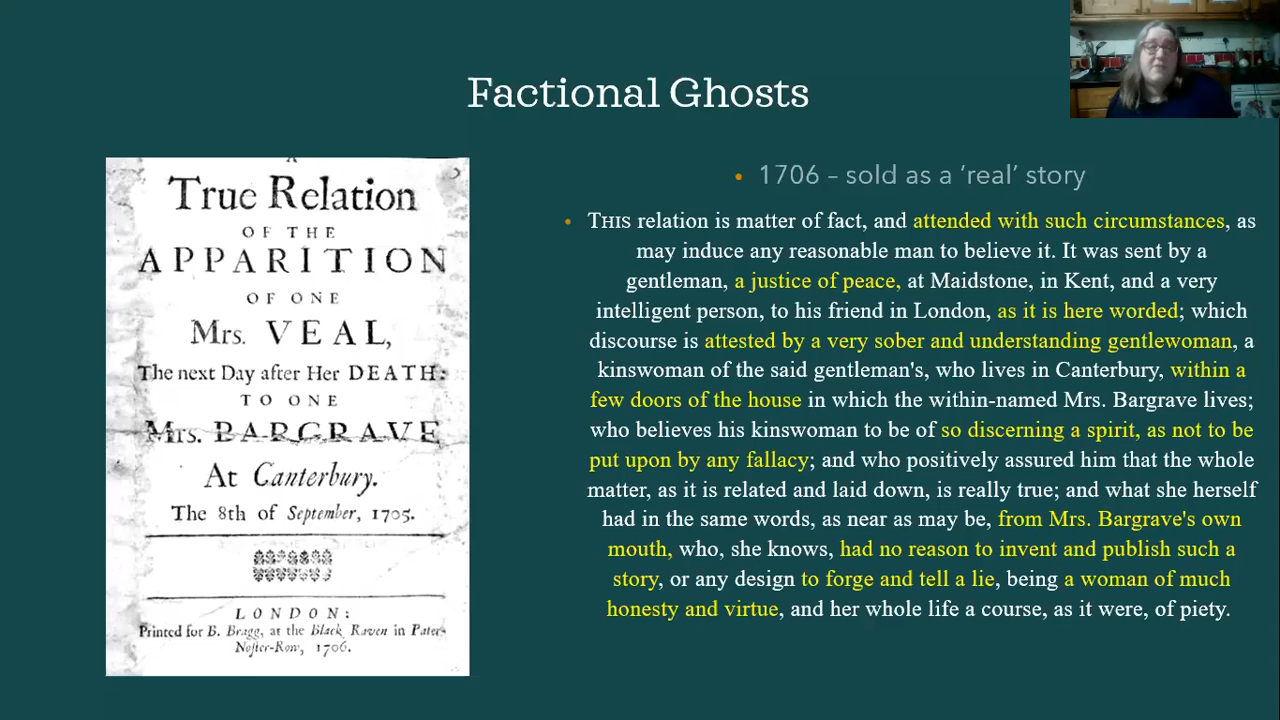 Factional Ghosts
A
True Relation
OF THE
APPARITION
OF ONE
Mrs. VEAL,
The next Day after Her DEATH:
TO ONE
Mrs. BARGRAVE
At Canterbury.
The 8th of September, 1705.
LONDON:
Printed for B. Bragg, at the Black Raven in Pater-
Noster-Row, 1706.
• 1706 – sold as a ‘real’ story
• THIS relation is matter of fact, and attended with such circumstances, as
may induce any reasonable man to believe it. It was sent by a
gentleman, a justice of peace, at Maidstone, in Kent, and a very
intelligent person, to his friend in London, as it is here worded; which
discourse is attested by a very sober and understanding gentlewoman, a
kinswoman of the said gentleman's, who lives in Canterbury, within a
few doors of the house in which the within-named Mrs. Bargrave lives;
who believes his kinswoman to be of so discerning a spirit, as not to be
put upon by any fallacy; and who positively assured him that the whole
matter, as it is related and laid down, is really true; and what she herself
had in the same words, as near as may be, from Mrs. Bargrave's own
mouth, who, she knows, had no reason to invent and publish such a
story, or any design to forge and tell a lie, being a woman of much
honesty and virtue, and her whole life a course, as it were, of piety.